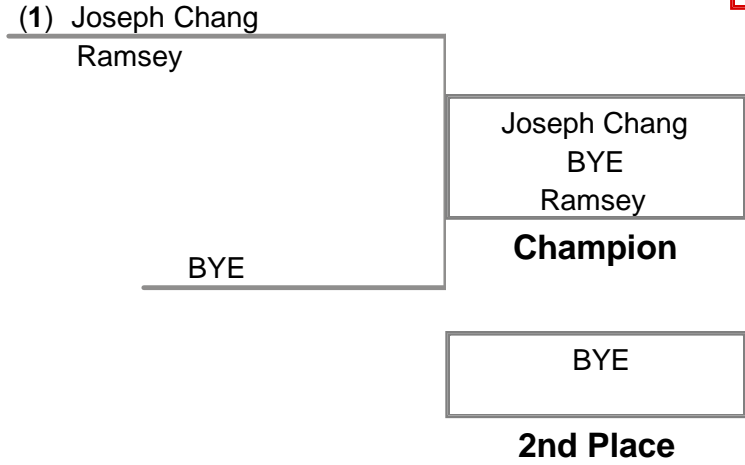 (1) Joseph Chang
Ramsey
Joseph Chang
BYE
Ramsey
Champion
BYE
BYE
2nd Place